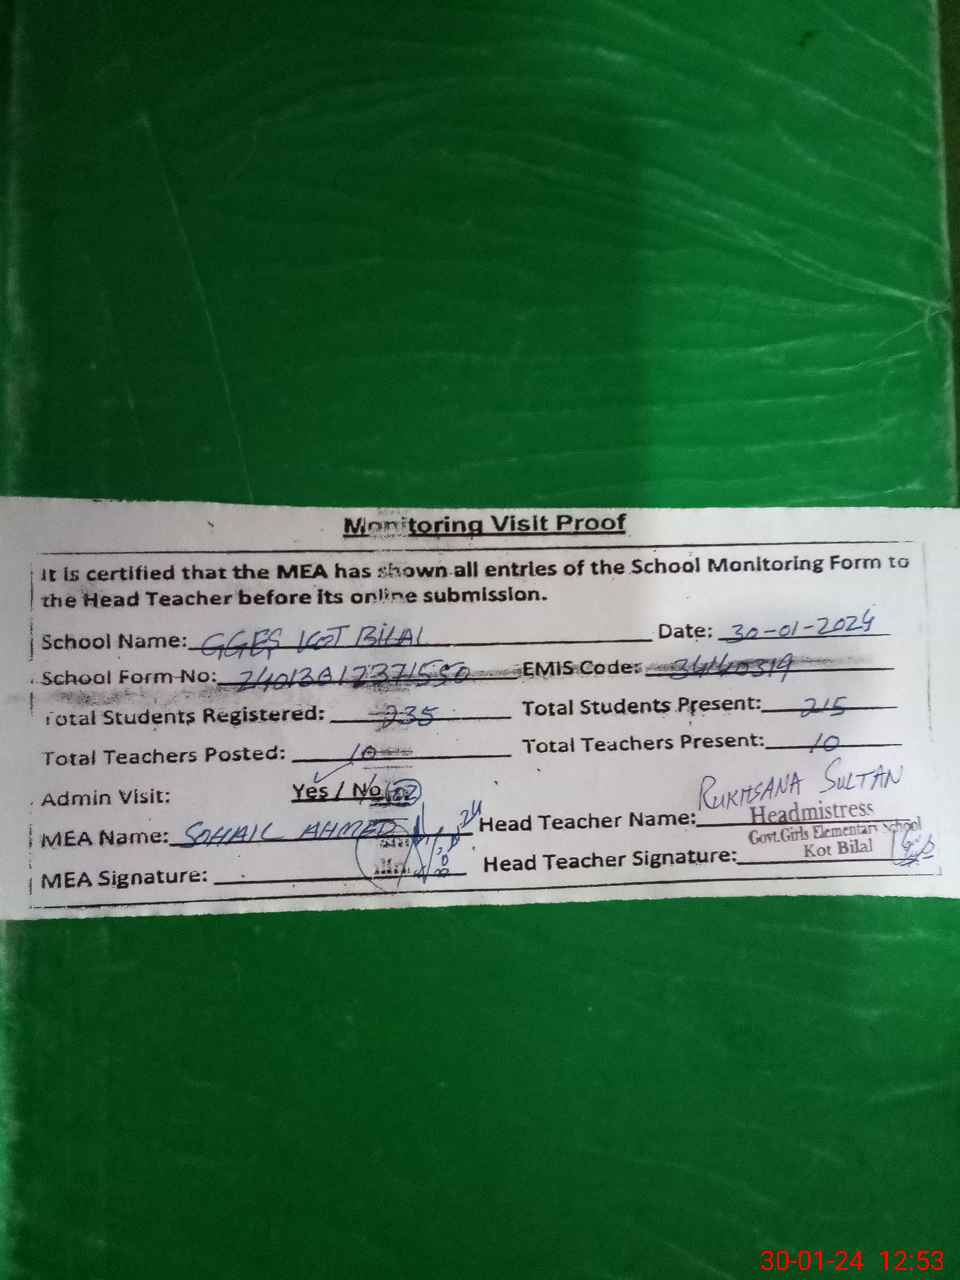 Monitoring Visit Proof
It is certified that the MEA has shown all entries of the School Monitoring Form to
the Head Teacher before its online submission.
School Name: GGES KOT BILAL Date: 30-01-2024
School Form No: EMIS Code: 34140319
Total Students Registered: 235 Total Students Present: 215
Total Teachers Posted: 10 Total Teachers Present: 10
Admin Visit: Yes / No
RUKHSANA SULTAN
MEA Name: SOHAIL AHMED Head Teacher Name: Headmistress
Govt.Girls Elementary School
MEA Signature: Head Teacher Signature: Kot Bilal
30-01-24 12:53